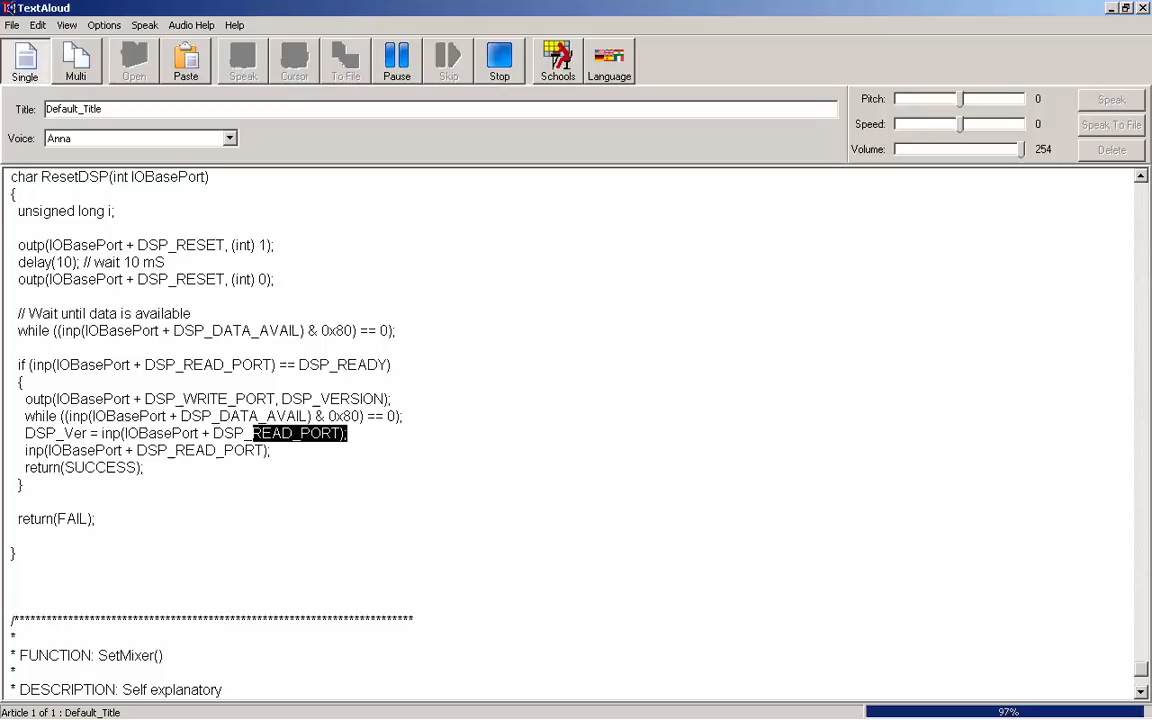 TextAloud
File Edit View Options Speak Audio Help Help
Single Multi Open Paste Speak Cursor To File Pause Skip Stop Schools Language
Title: Default_Title
Voice: Anna
Pitch: 0 Speak
Speed: 0 Speak To File
Volume: 254 Delete
char ResetDSP(int IOBasePort)
{
unsigned long i;
outp(IOBasePort + DSP_RESET, (int) 1);
delay(10); // wait 10 mS
outp(IOBasePort + DSP_RESET, (int) 0);
// Wait until data is available
while ((inp(IOBasePort + DSP_DATA_AVAIL) & 0x80) == 0);
if (inp(IOBasePort + DSP_READ_PORT) == DSP_READY)
{
outp(IOBasePort + DSP_WRITE_PORT, DSP_VERSION);
while ((inp(IOBasePort + DSP_DATA_AVAIL) & 0x80) == 0);
DSP_Ver = inp(IOBasePort + DSP_READ_PORT);
inp(IOBasePort + DSP_READ_PORT);
return(SUCCESS);
}
return(FAIL);
}
/***************************************************************************
*
* FUNCTION: SetMixer()
*
* DESCRIPTION: Self explanatory
Article 1 of 1 : Default_Title 97%